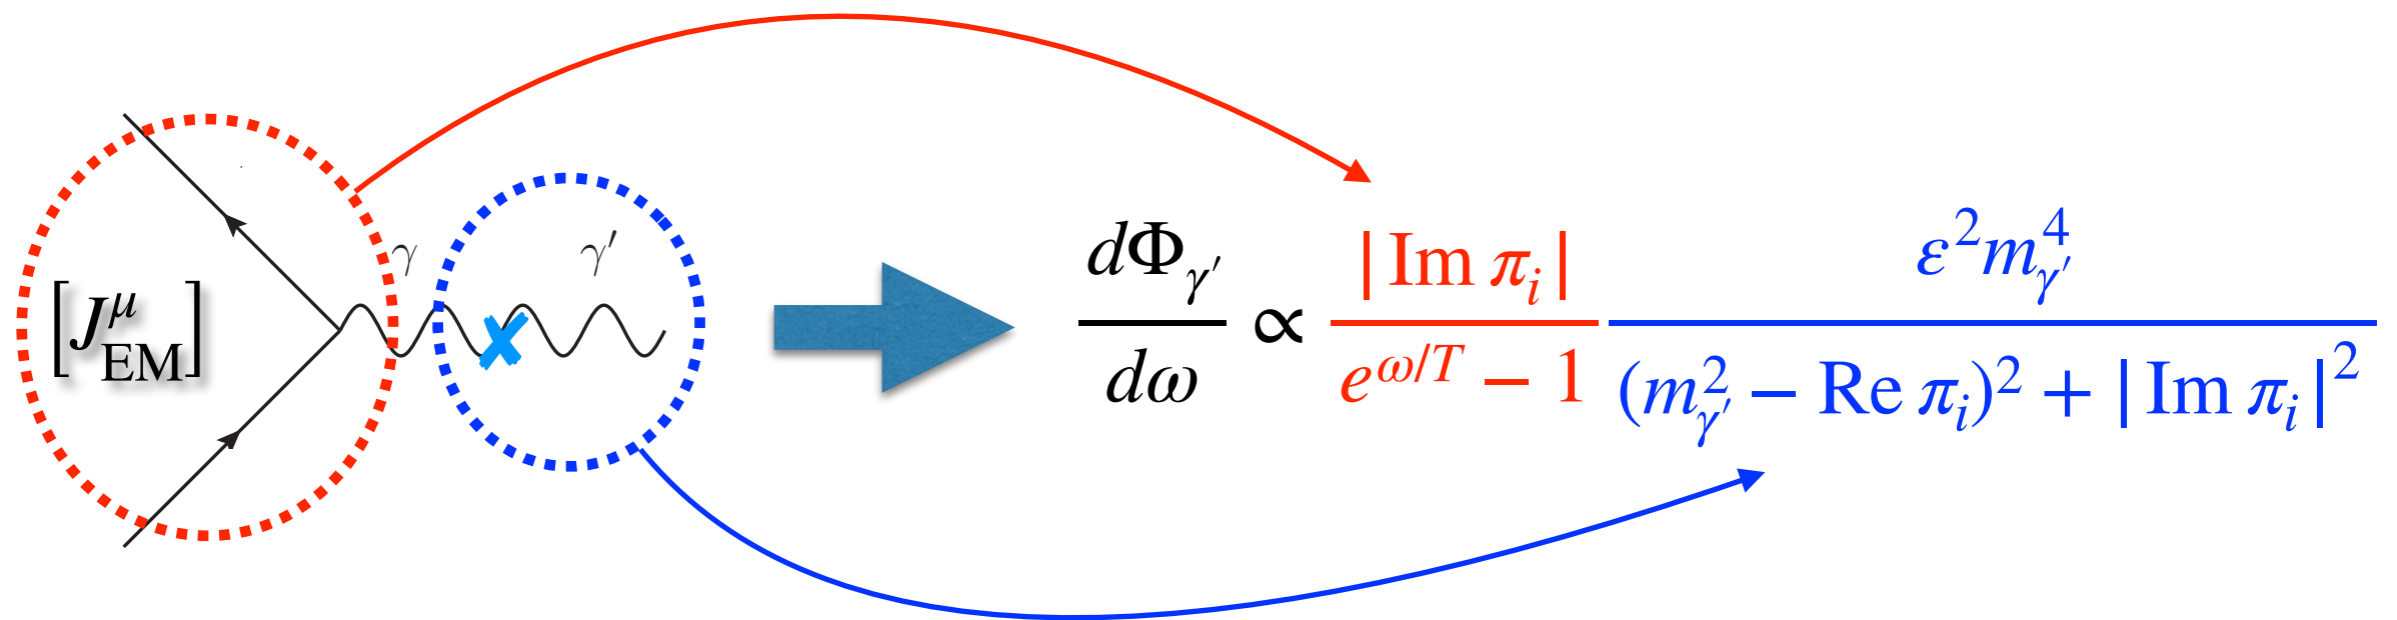 [J^μ_EM]
γ
γ′
dΦ_γ′/dω ∝ |Im π_i|/(e^{ω/T} − 1) ε²m⁴_γ′/((m²_γ′ − Re π_i)² + |Im π_i|²)